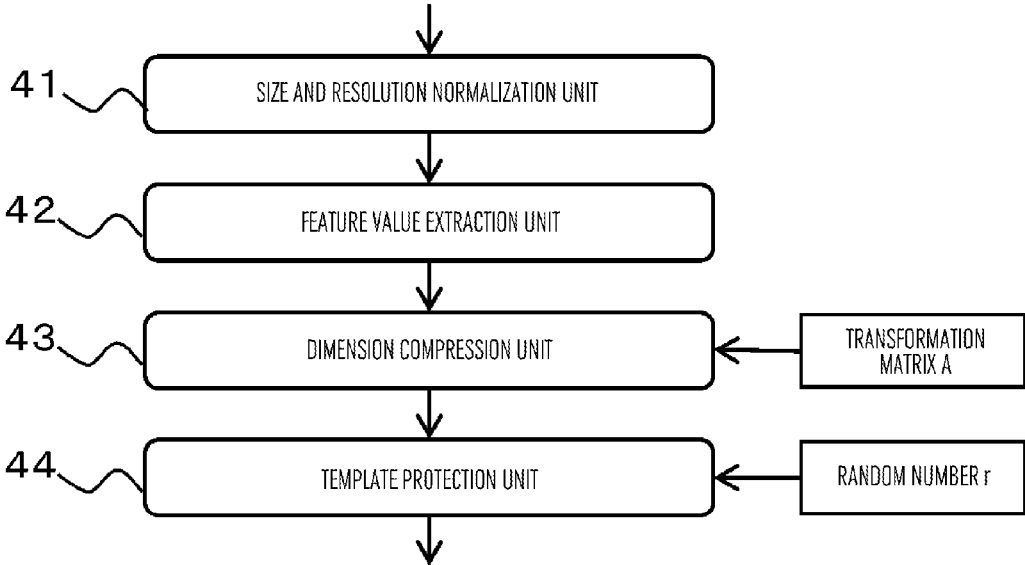 41
SIZE AND RESOLUTION NORMALIZATION UNIT
42
FEATURE VALUE EXTRACTION UNIT
43
DIMENSION COMPRESSION UNIT
TRANSFORMATION
MATRIX A
44
TEMPLATE PROTECTION UNIT
RANDOM NUMBER r